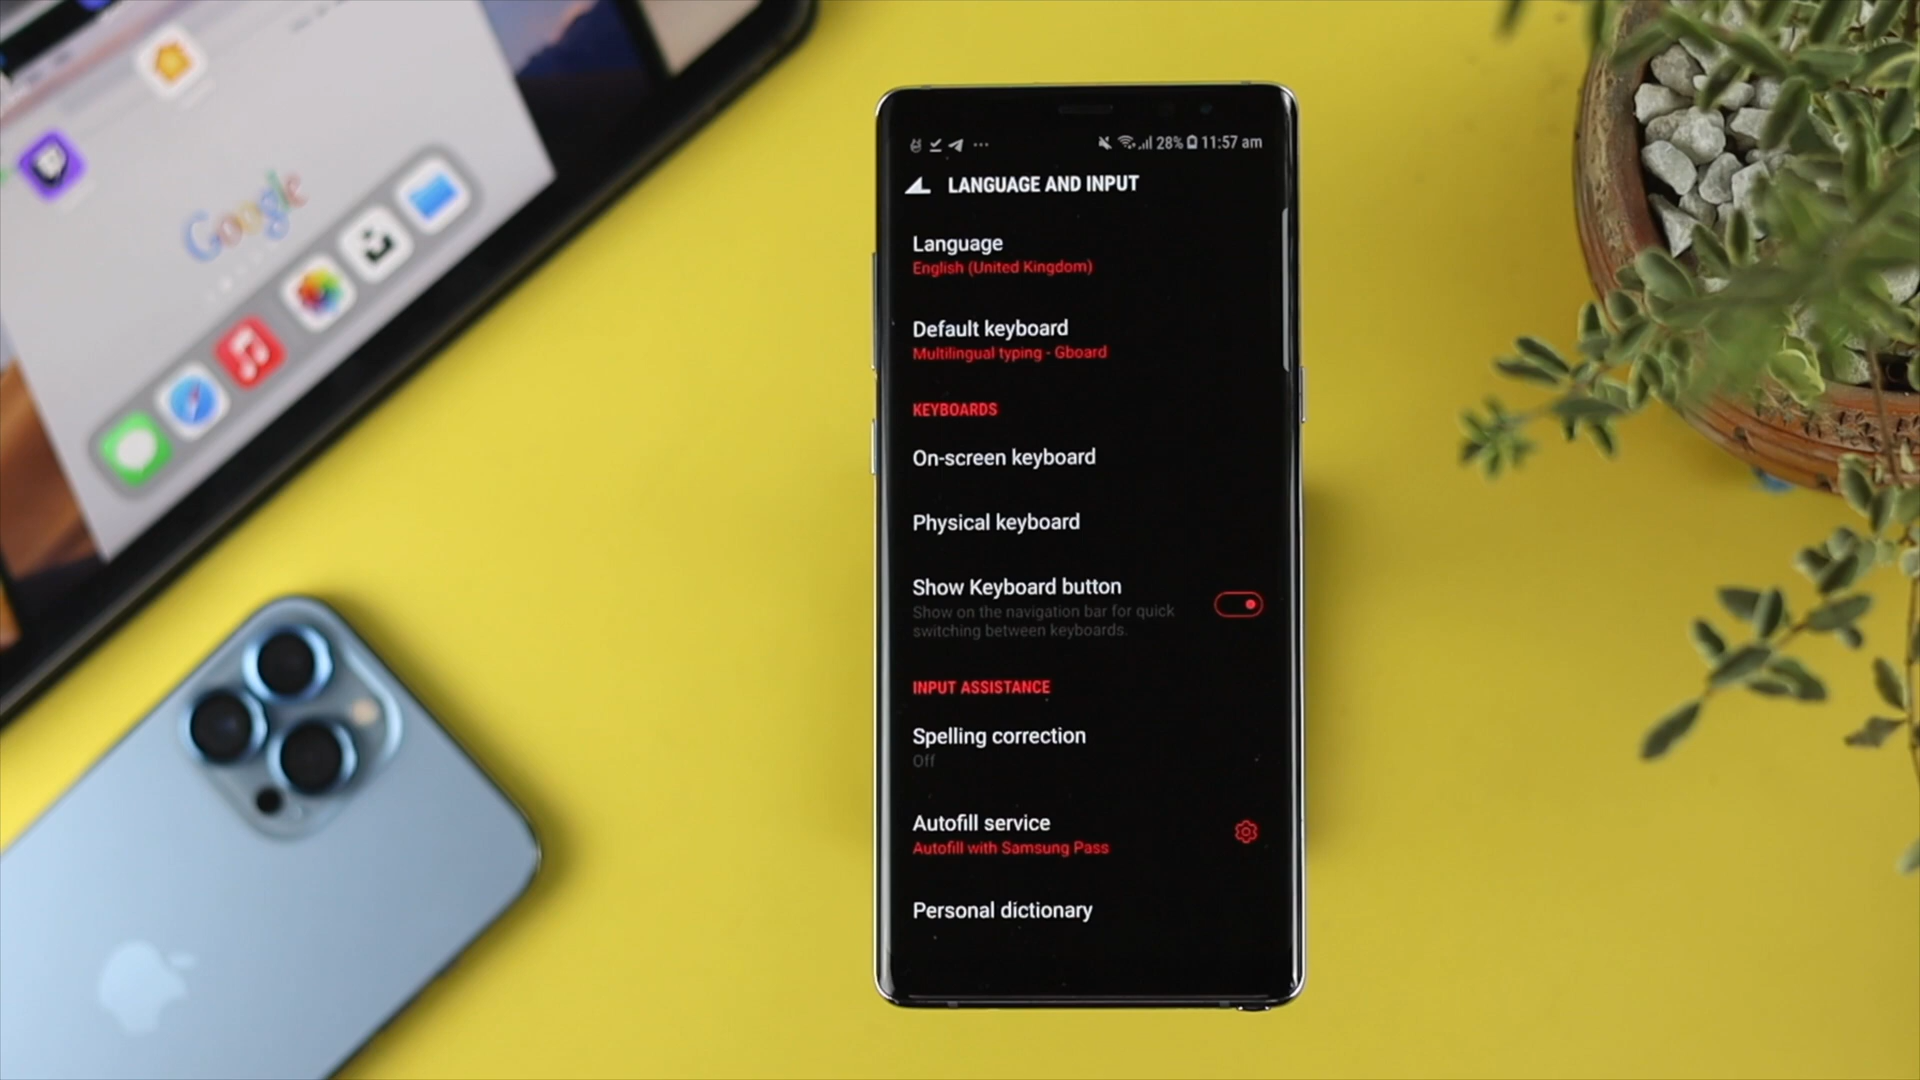 Google
28% 11:57 am
LANGUAGE AND INPUT
Language
English (United Kingdom)
Default keyboard
Multilingual typing - Gboard
KEYBOARDS
On-screen keyboard
Physical keyboard
Show Keyboard button
Show on the navigation bar for quick
switching between keyboards.
INPUT ASSISTANCE
Spelling correction
Off
Autofill service
Autofill with Samsung Pass
Personal dictionary